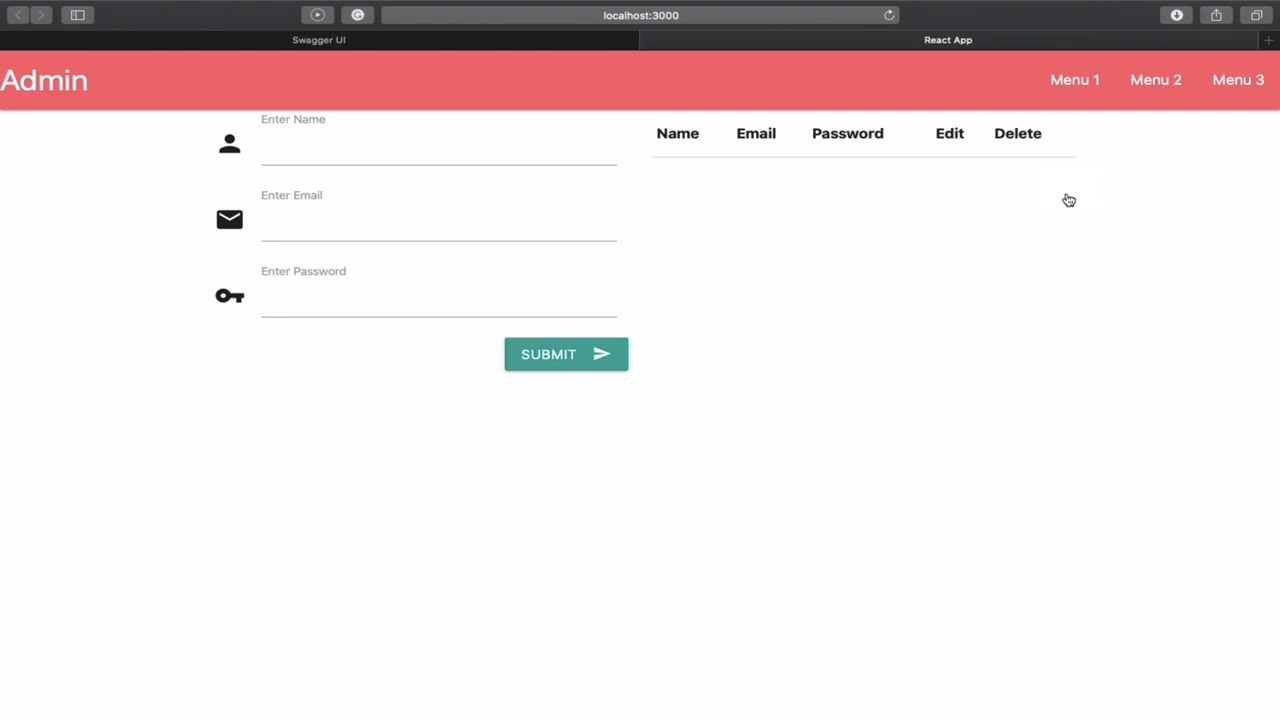 localhost:3000
Swagger UI
React App
Admin
Menu 1
Menu 2
Menu 3
Enter Name
Enter Email
Enter Password
SUBMIT
Name Email Password Edit Delete